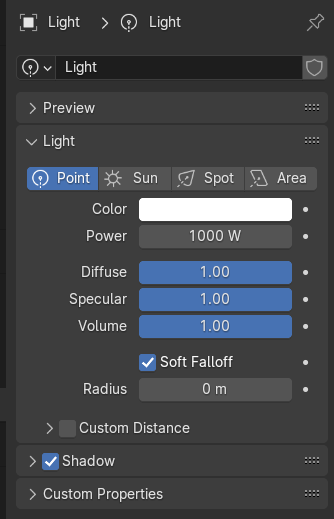 Light Light
Light
Preview
Light
Point Sun Spot Area
Color
Power 1000 W
Diffuse 1.00
Specular 1.00
Volume 1.00
Soft Falloff
Radius 0 m
Custom Distance
Shadow
Custom Properties